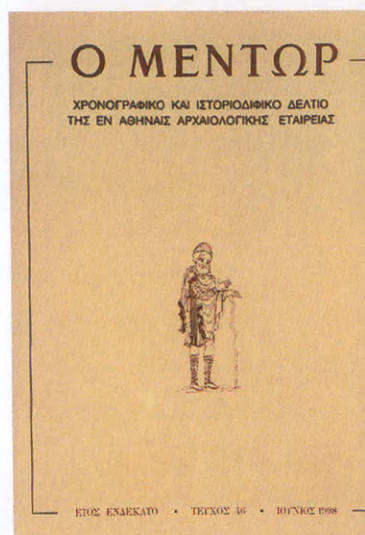 Ο ΜΕΝΤΩΡ
ΧΡΟΝΟΓΡΑΦΙΚΟ ΚΑΙ ΙΣΤΟΡΙΟΔΙΦΙΚΟ ΔΕΛΤΙΟ
ΤΗΣ ΕΝ ΑΘΗΝΑΙΣ ΑΡΧΑΙΟΛΟΓΙΚΗΣ ΕΤΑΙΡΕΙΑΣ
ΕΤΟΣ ΕΝΔΕΚΑΤΟ • ΤΕΥΧΟΣ 46 • ΙΟΥΝΙΟΣ 1998